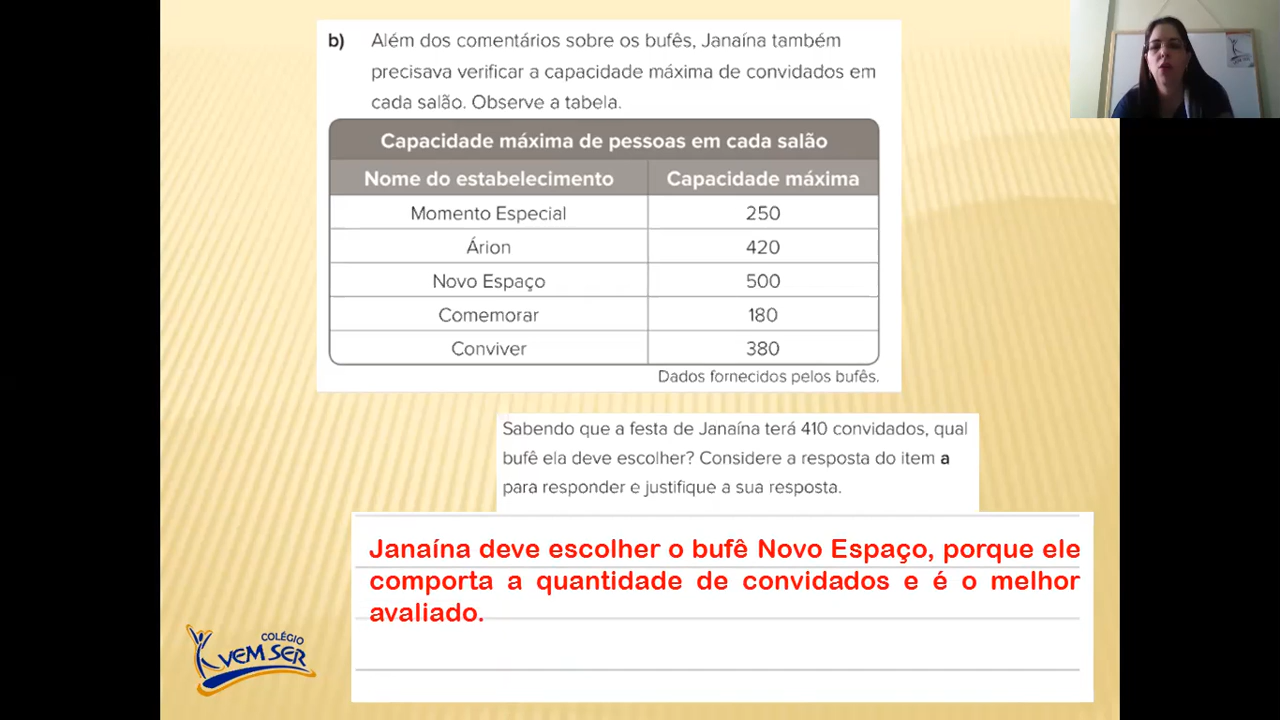 b) Além dos comentários sobre os bufês, Janaína também
precisava verificar a capacidade máxima de convidados em
cada salão. Observe a tabela.
Capacidade máxima de pessoas em cada salão
Nome do estabelecimento Capacidade máxima
Momento Especial 250
Árion 420
Novo Espaço 500
Comemorar 180
Conviver 380
Dados fornecidos pelos bufês.
Sabendo que a festa de Janaína terá 410 convidados, qual
bufê ela deve escolher? Considere a resposta do item a
para responder e justifique a sua resposta.
Janaína deve escolher o bufê Novo Espaço, porque ele
comporta a quantidade de convidados e é o melhor
avaliado.
COLÉGIO
VEM SER